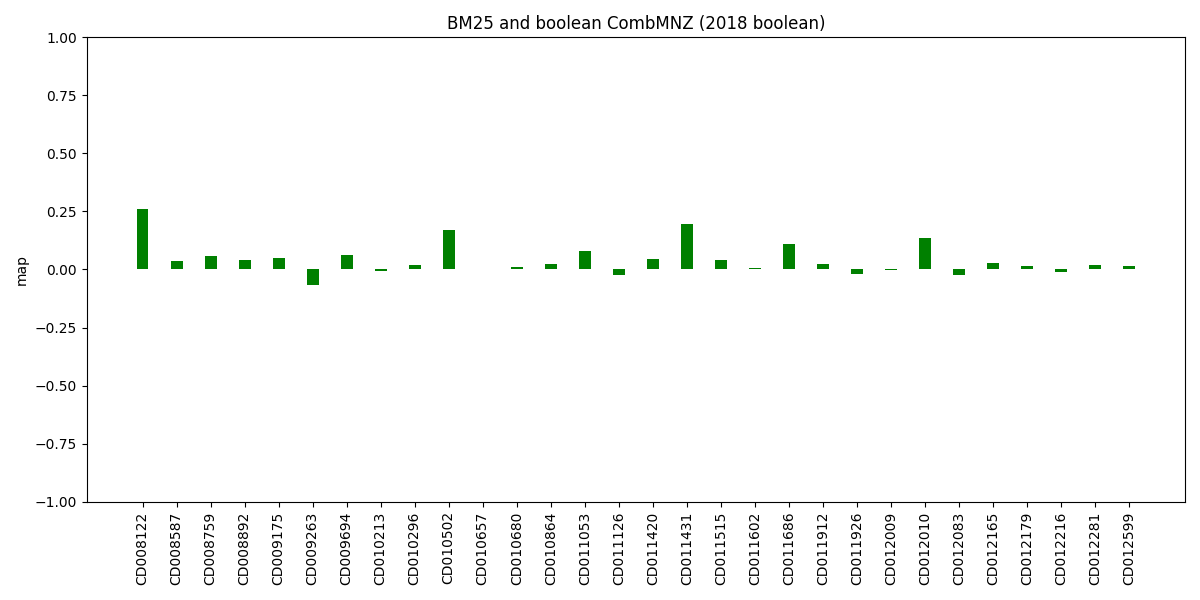 BM25 and boolean CombMNZ (2018 boolean)
1.00
0.75
0.50
0.25
0.00
−0.25
−0.50
−0.75
−1.00
map
CD008122
CD008587
CD008759
CD008892
CD009175
CD009263
CD009694
CD010213
CD010296
CD010502
CD010657
CD010680
CD010864
CD011053
CD011126
CD011420
CD011431
CD011515
CD011602
CD011686
CD011912
CD011926
CD012009
CD012010
CD012083
CD012165
CD012179
CD012216
CD012281
CD012599